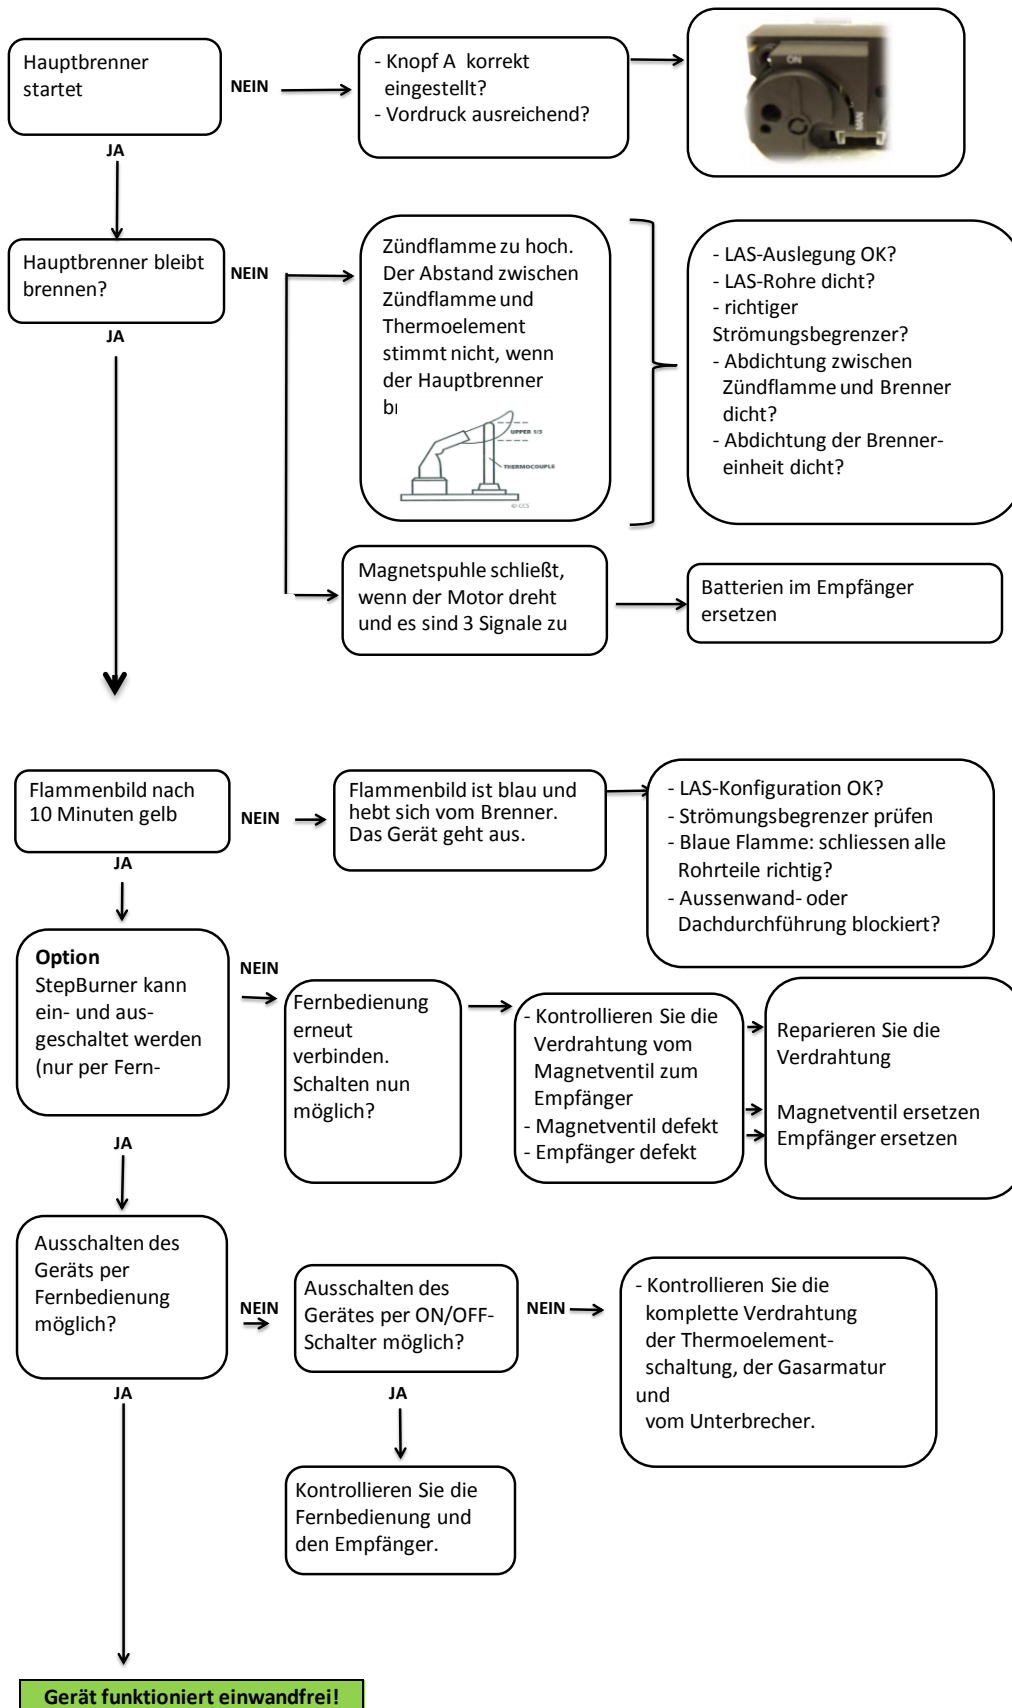 Hauptbrenner
startet
NEIN
- Knopf A korrekt
eingestellt?
- Vordruck ausreichend?
ON
MAN
JA
Hauptbrenner bleibt
brennen?
NEIN
Zündflamme zu hoch.
Der Abstand zwischen
Zündflamme und
Thermoelement
stimmt nicht, wenn
der Hauptbrenner
UPPER 1/3
THERMOCOUPLE
© CCS
- LAS-Auslegung OK?
- LAS-Rohre dicht?
- richtiger
Strömungsbegrenzer?
- Abdichtung zwischen
Zündflamme und Brenner
dicht?
- Abdichtung der Brenner-
einheit dicht?
JA
Magnetspuhle schließt,
wenn der Motor dreht
und es sind 3 Signale zu
Batterien im Empfänger
ersetzen
Flammenbild nach
10 Minuten gelb
NEIN
Flammenbild ist blau und
hebt sich vom Brenner.
Das Gerät geht aus.
- LAS-Konfiguration OK?
- Strömungsbegrenzer prüfen
- Blaue Flamme: schliessen alle
Rohrteile richtig?
- Aussenwand- oder
Dachdurchführung blockiert?
JA
Option
StepBurner kann
ein- und aus-
geschaltet werden
(nur per Fern-
NEIN
Fernbedienung
erneut
verbinden.
Schalten nun
möglich?
- Kontrollieren Sie die
Verdrahtung vom
Magnetventil zum
Empfänger
- Magnetventil defekt
- Empfänger defekt
Reparieren Sie die
Verdrahtung
Magnetventil ersetzen
Empfänger ersetzen
JA
Ausschalten des
Geräts per
Fernbedienung
möglich?
NEIN
Ausschalten des
Gerätes per ON/OFF-
Schalter möglich?
NEIN
- Kontrollieren Sie die
komplette Verdrahtung
der Thermoelement-
schaltung, der Gasarmatur
und
vom Unterbrecher.
JA
JA
Kontrollieren Sie die
Fernbedienung und
den Empfänger.
Gerät funktioniert einwandfrei!